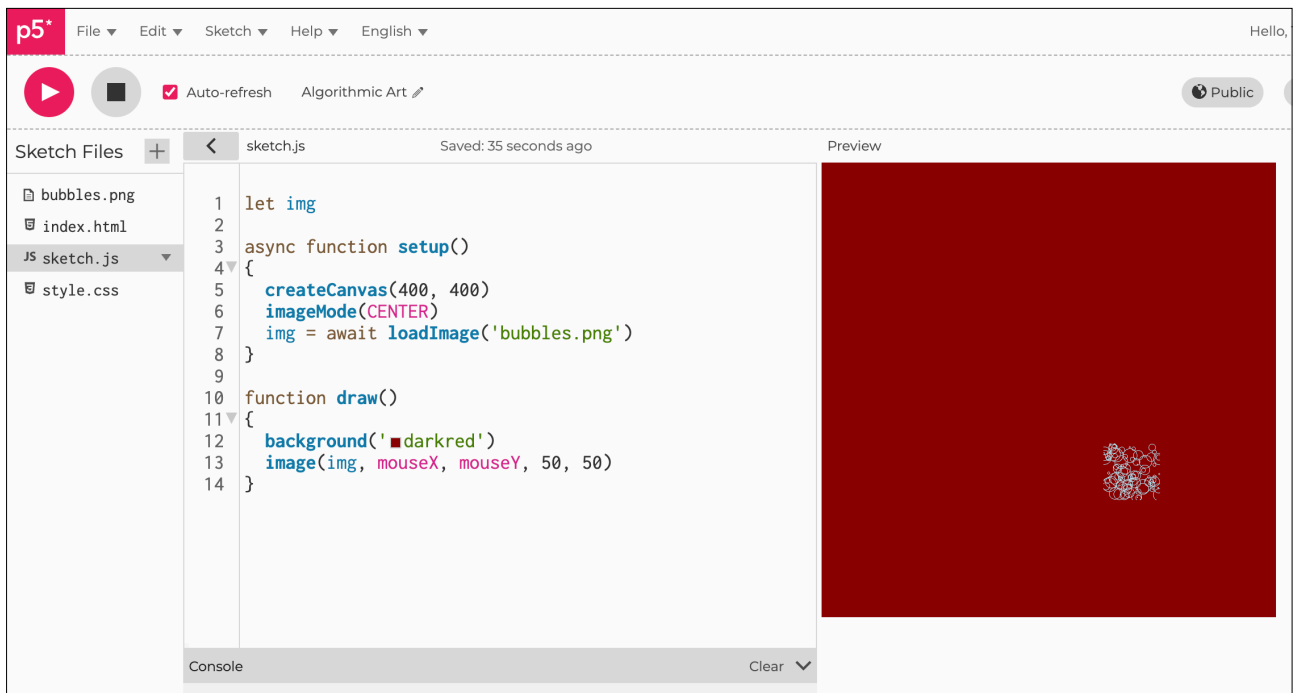 p5* File Edit Sketch Help English Hello,
Auto-refresh Algorithmic Art Public
Sketch Files +
bubbles.png
index.html
JS sketch.js
style.css
sketch.js Saved: 35 seconds ago Preview
1 let img
2
3 async function setup()
4 {
5   createCanvas(400, 400)
6   imageMode(CENTER)
7   img = await loadImage('bubbles.png')
8 }
9
10 function draw()
11 {
12   background('darkred')
13   image(img, mouseX, mouseY, 50, 50)
14 }
Console Clear